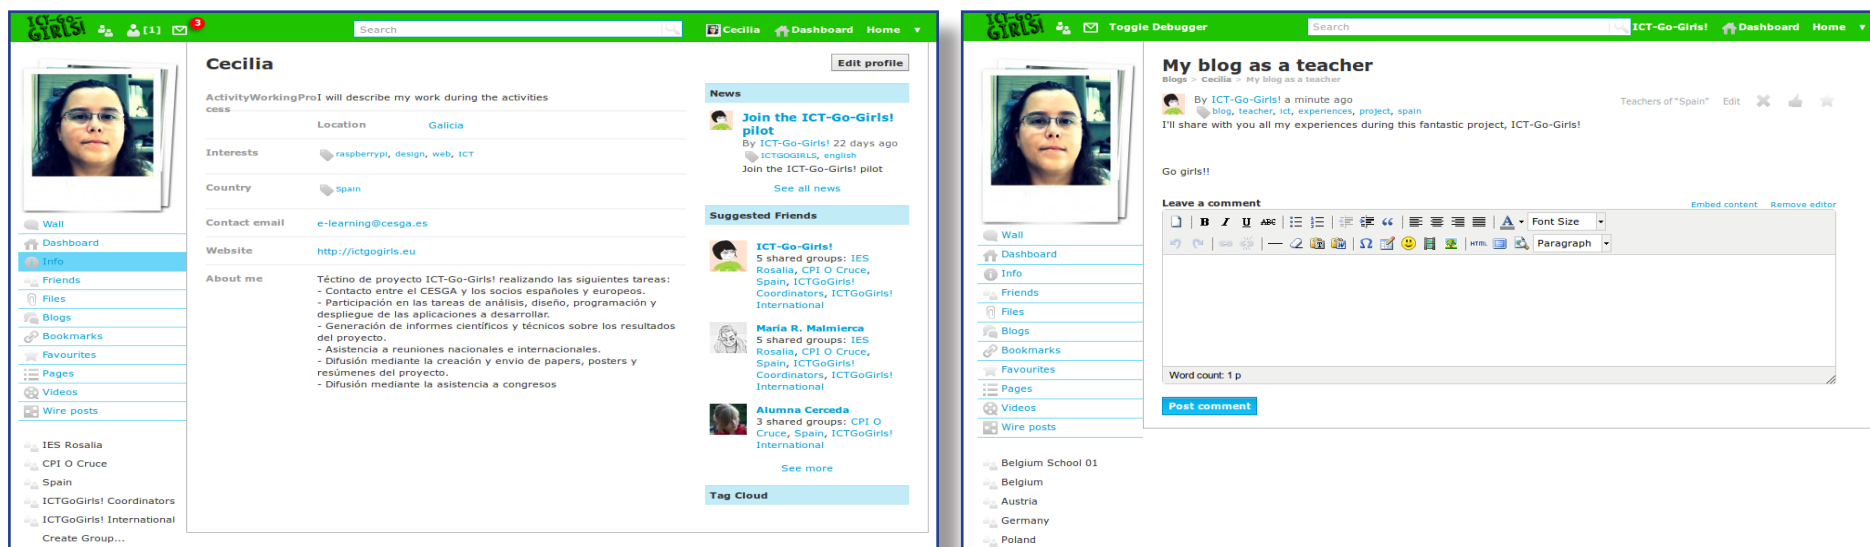 ICT-Go-
GIRLS!
[1]
3
Search
Cecilia
Dashboard
Home
Cecilia
Edit profile
ActivityWorkingPro
cess
I will describe my work during the activities
Location
Galicia
Interests
raspberrypi, design, web, ICT
Country
Spain
Contact email
e-learning@cesga.es
Website
http://ictgogirls.eu
About me
Téctino de proyecto ICT-Go-Girls! realizando las siguientes tareas:
- Contacto entre el CESGA y los socios españoles y europeos.
- Participación en las tareas de análisis, diseño, programación y
despliegue de las aplicaciones a desarrollar.
- Generación de informes científicos y técnicos sobre los resultados
del proyecto.
- Asistencia a reuniones nacionales e internacionales.
- Difusión mediante la creación y envio de papers, posters y
resúmenes del proyecto.
- Difusión mediante la asistencia a congresos
Wall
Dashboard
Info
Friends
Files
Blogs
Bookmarks
Favourites
Pages
Videos
Wire posts
IES Rosalia
CPI O Cruce
Spain
ICTGoGirls! Coordinators
ICTGoGirls! International
Create Group...
News
Join the ICT-Go-Girls!
pilot
By ICT-Go-Girls! 22 days ago
ICTGOGIRLS, english
Join the ICT-Go-Girls! pilot
See all news
Suggested Friends
ICT-Go-Girls!
5 shared groups: IES
Rosalia, CPI O Cruce,
Spain, ICTGoGirls!
Coordinators, ICTGoGirls!
International
María R. Malmierca
5 shared groups: IES
Rosalia, CPI O Cruce,
Spain, ICTGoGirls!
Coordinators, ICTGoGirls!
International
Alumna Cerceda
3 shared groups: CPI O
Cruce, Spain, ICTGoGirls!
International
See more
Tag Cloud
ICT-Go-
GIRLS!
Toggle Debugger
Search
ICT-Go-Girls!
Dashboard
Home
My blog as a teacher
Blogs > Cecilia > My blog as a teacher
By ICT-Go-Girls! a minute ago
Teachers of "Spain"
Edit
blog, teacher, ict, experiences, project, spain
I'll share with you all my experiences during this fantastic project, ICT-Go-Girls!
Go girls!!
Leave a comment
Embed content
Remove editor
B I U ABC
A
Font Size
Ω
HTML
Paragraph
Word count: 1 p
Post comment
Wall
Dashboard
Info
Friends
Files
Blogs
Bookmarks
Favourites
Pages
Videos
Wire posts
Belgium School 01
Belgium
Austria
Germany
Poland